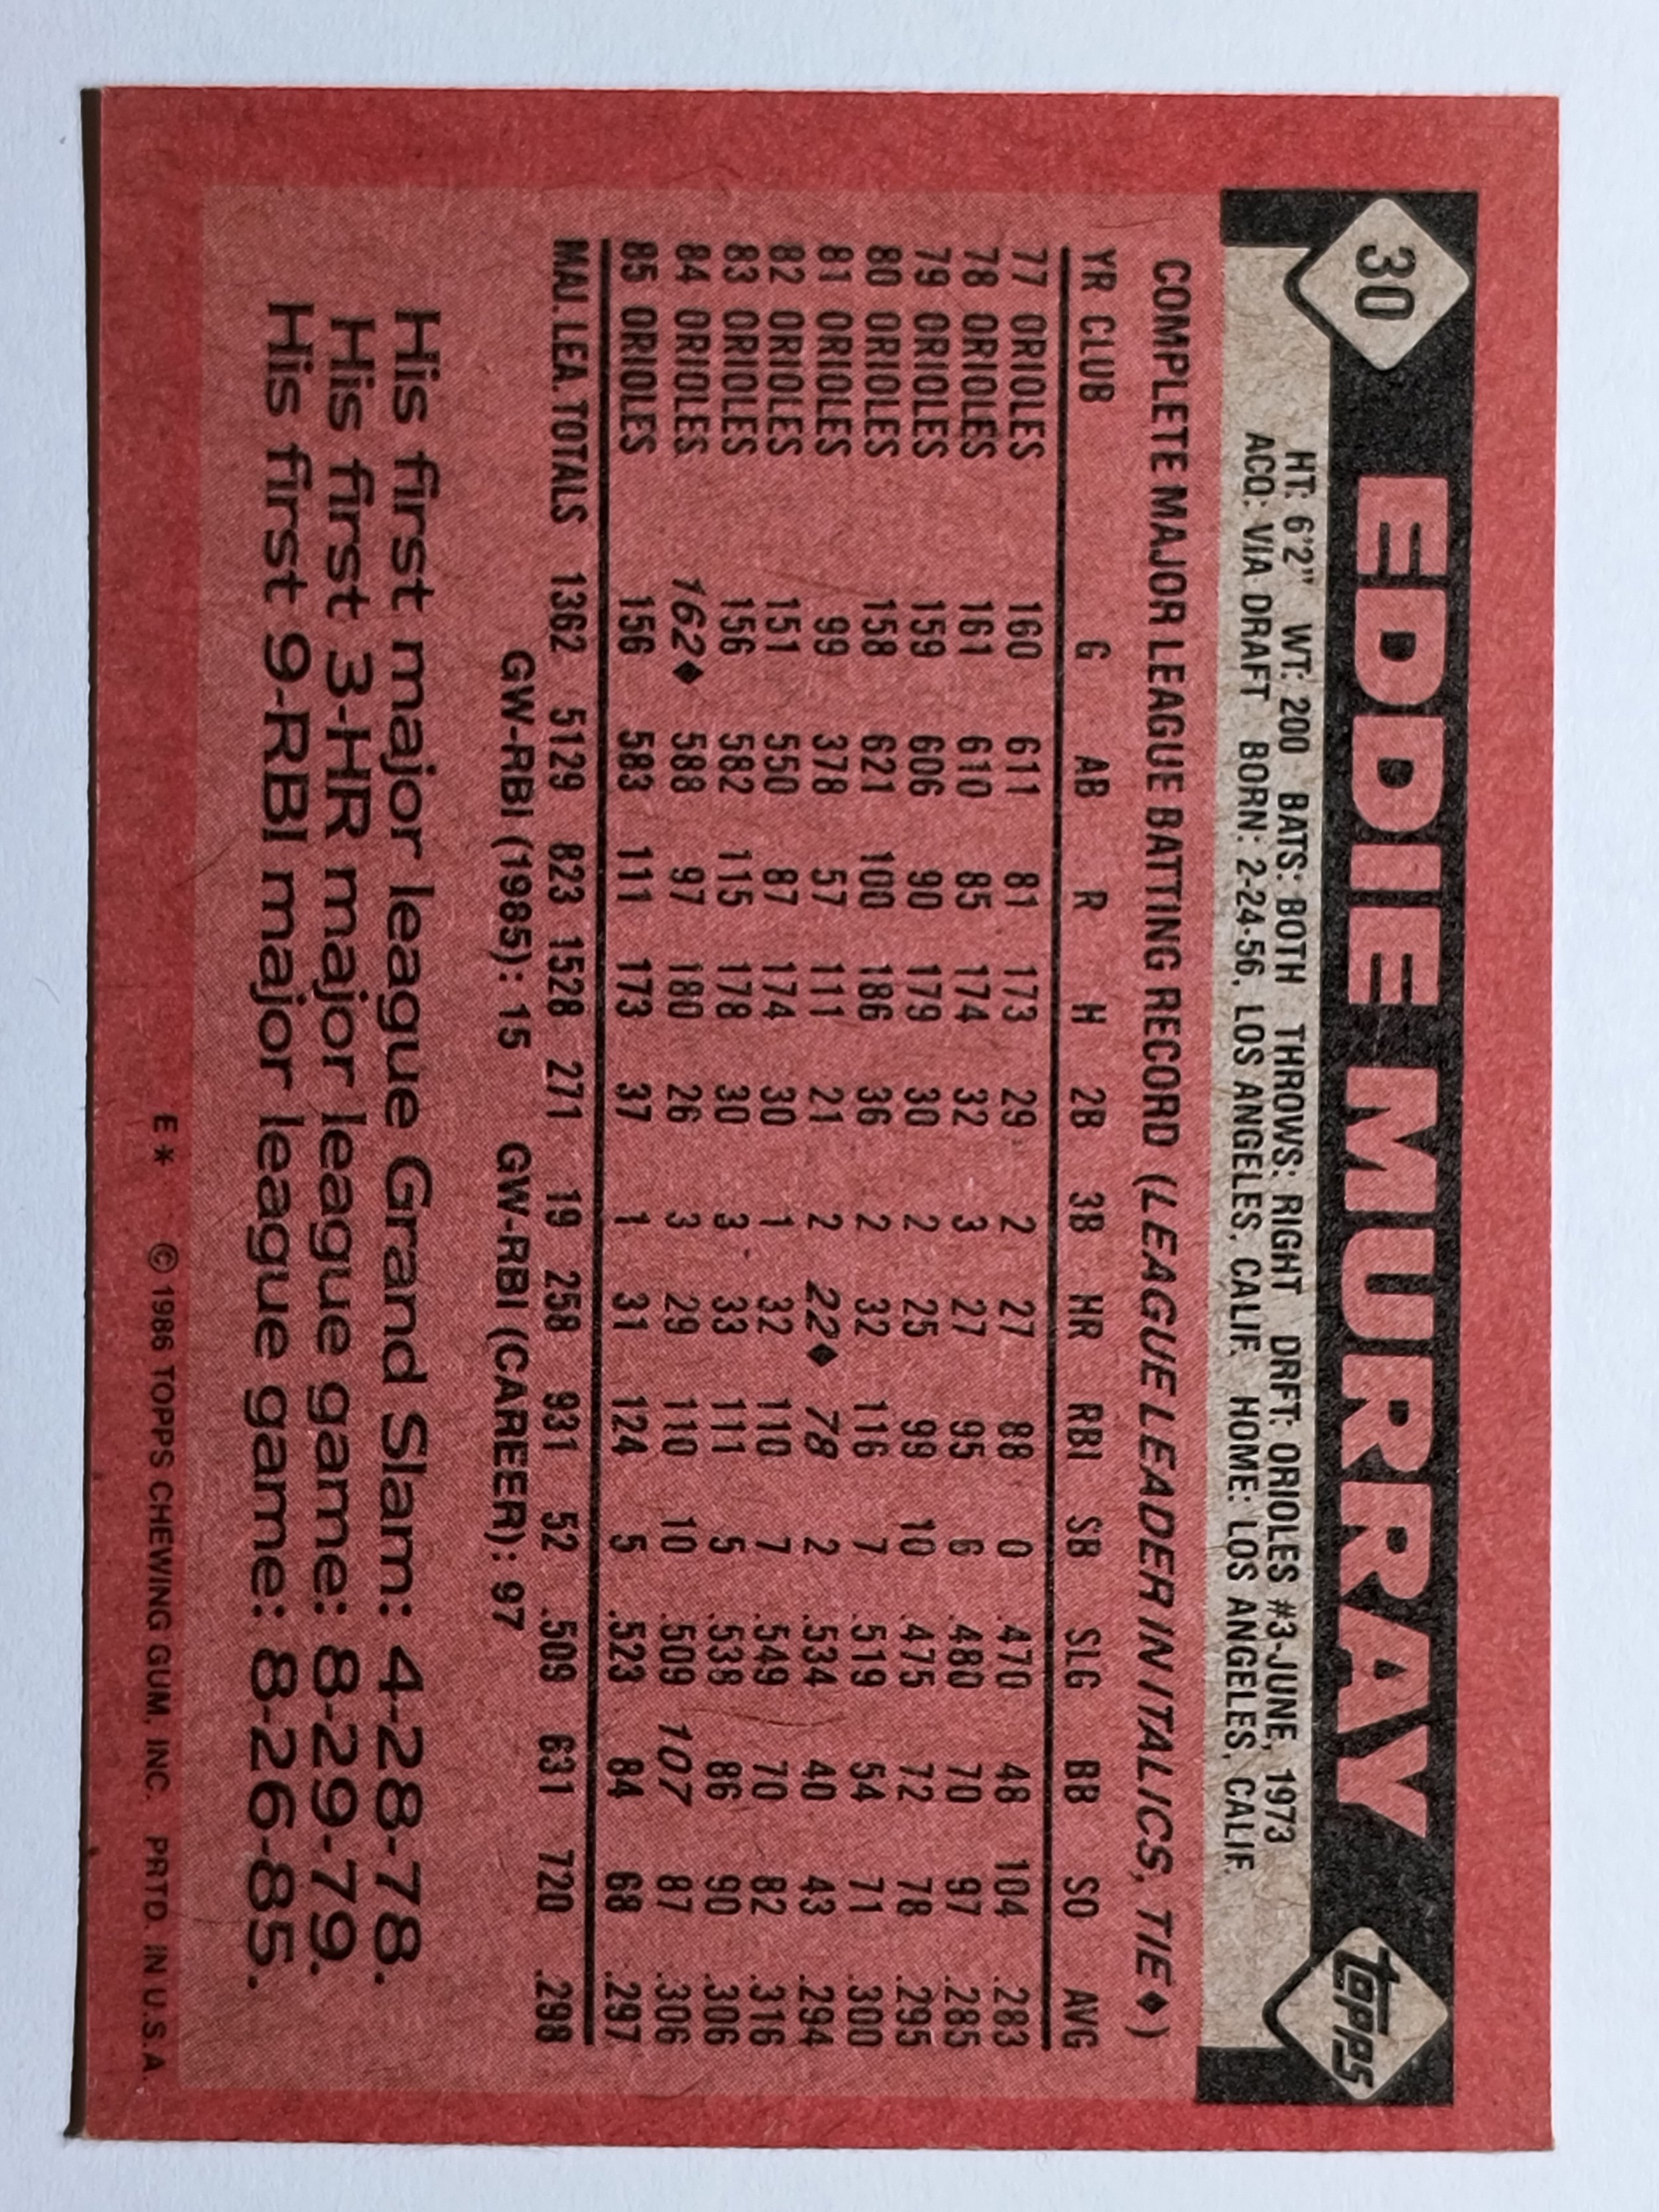 30 EDDIE MURRAY topps
HT: 6'2" WT: 200 BATS: BOTH THROWS: RIGHT DRFT: ORIOLES #3-JUNE, 1973
ACQ: VIA DRAFT BORN: 2-24-56, LOS ANGELES, CALIF. HOME: LOS ANGELES, CALIF.
COMPLETE MAJOR LEAGUE BATTING RECORD (LEAGUE LEADER IN ITALICS, TIE ♦)
YR CLUB G AB R H 2B 3B HR RBI SB SLG BB SO AVG
77 ORIOLES 160 611 81 173 29 2 27 88 0 .470 48 104 .283
78 ORIOLES 161 610 85 174 32 3 27 95 6 .480 70 97 .285
79 ORIOLES 159 606 90 179 30 2 25 99 10 .475 72 78 .295
80 ORIOLES 158 621 100 186 36 2 32 116 7 .519 54 71 .300
81 ORIOLES 99 378 57 111 21 2 22♦ 78 2 .534 40 43 .294
82 ORIOLES 151 550 87 174 30 1 32 110 7 .549 70 82 .316
83 ORIOLES 156 582 115 178 30 3 33 111 5 .538 86 90 .306
84 ORIOLES 162♦ 588 97 180 26 3 29 110 10 .509 107 87 .306
85 ORIOLES 156 583 111 173 37 1 31 124 5 .523 84 68 .297
MAJ. LEA. TOTALS 1362 5129 823 1528 271 19 258 931 52 .509 631 720 .298
GW-RBI (1985): 15 GW-RBI (CAREER): 97
His first major league Grand Slam: 4-28-78.
His first 3-HR major league game: 8-29-79.
His first 9-RBI major league game: 8-26-85.
E* © 1986 TOPPS CHEWING GUM, INC. PRTD. IN U.S.A.